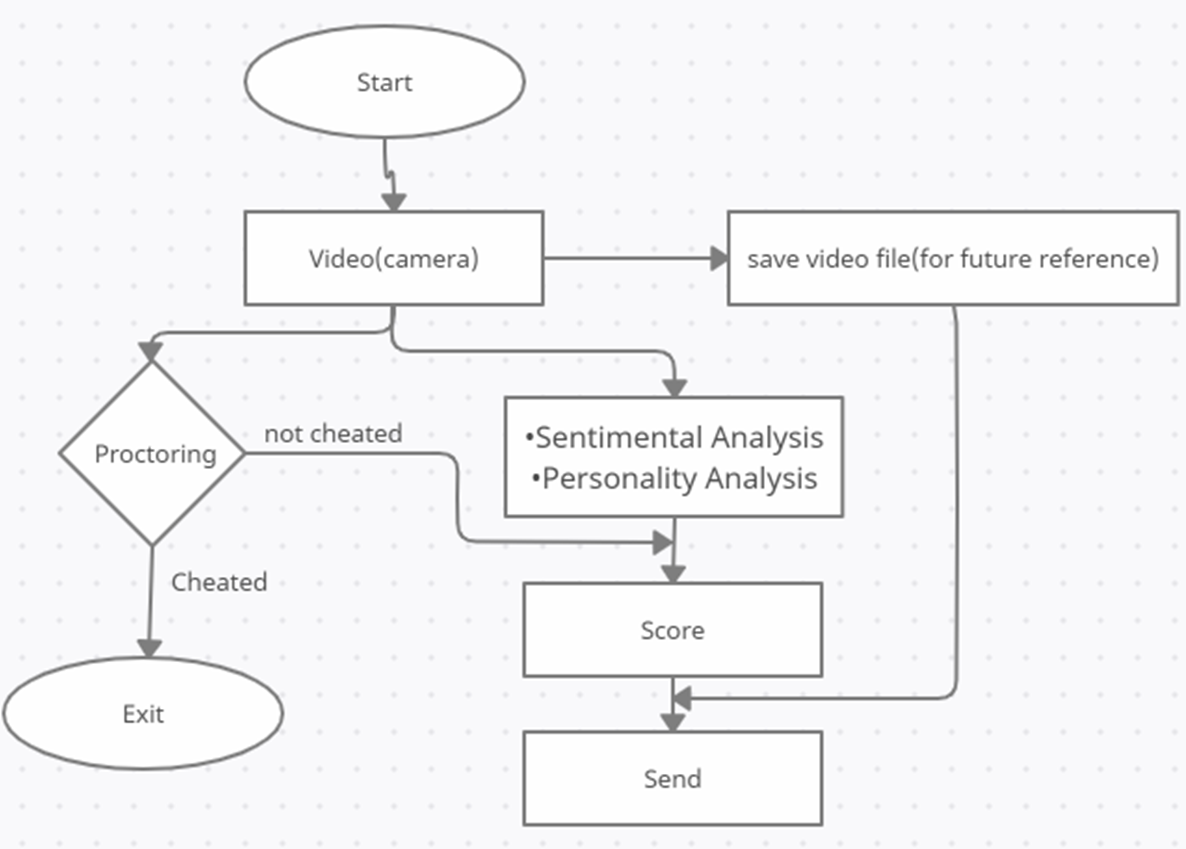 Start
Video(camera)
save video file(for future reference)
Proctoring
not cheated
•Sentimental Analysis
•Personality Analysis
Cheated
Score
Exit
Send